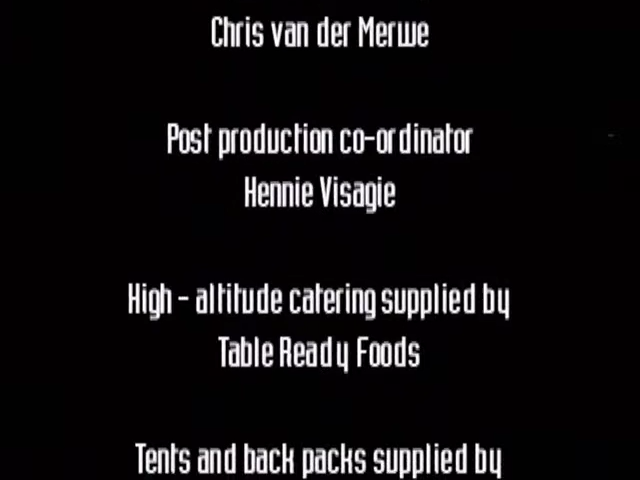 Chris van der Merwe
Post production co-ordinator
Hennie Visagie
High - altitude catering supplied by
Table Ready Foods
Tents and back packs supplied by